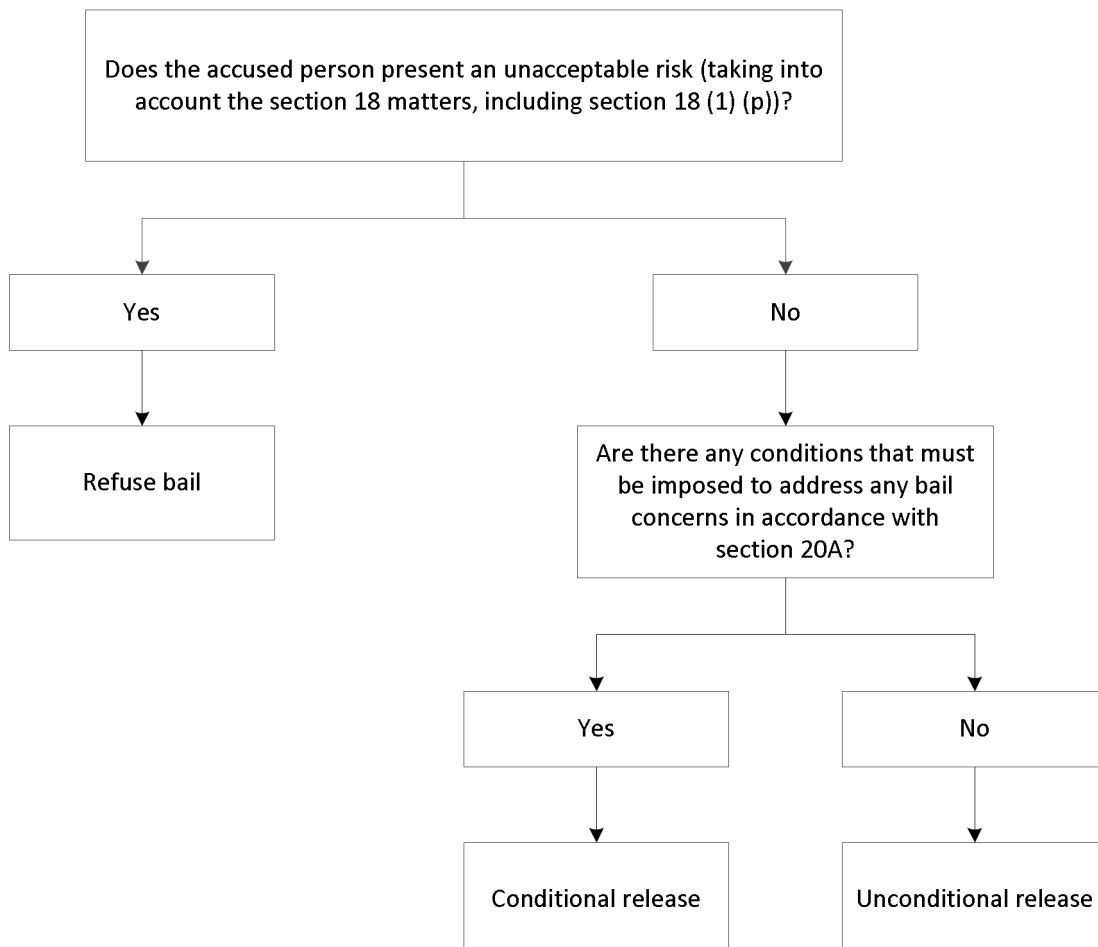 Does the accused person present an unacceptable risk (taking into
account the section 18 matters, including section 18 (1) (p))?
Yes
No
Refuse bail
Are there any conditions that must
be imposed to address any bail
concerns in accordance with
section 20A?
Yes
No
Conditional release
Unconditional release